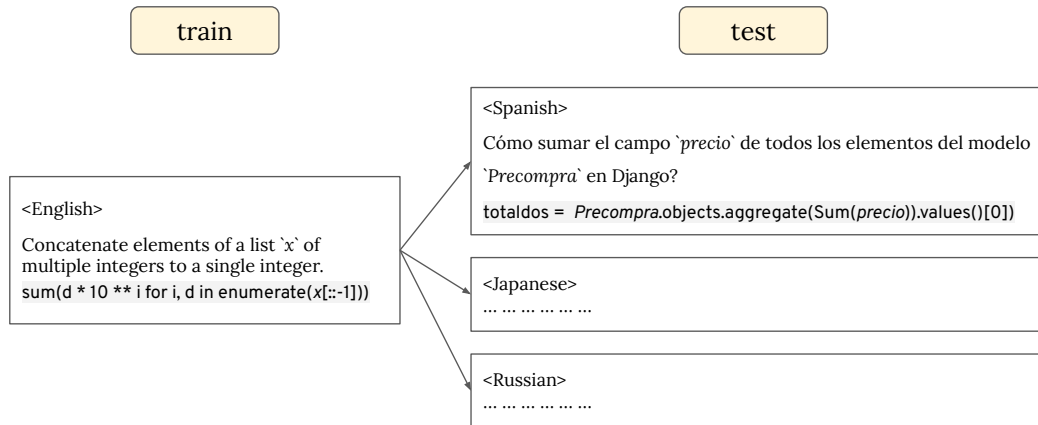 train
test
<English>
Concatenate elements of a list `x` of
multiple integers to a single integer.
sum(d * 10 ** i for i, d in enumerate(x[::-1]))
<Spanish>
Cómo sumar el campo `precio` de todos los elementos del modelo
`Precompra` en Django?
totaldos = Precompra.objects.aggregate(Sum(precio)).values()[0])
<Japanese>
... ... ... ... ... ...
<Russian>
... ... ... ... ... ...